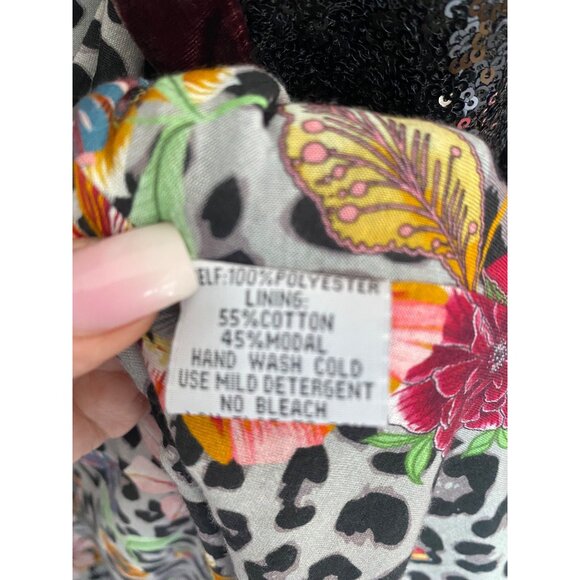 ELF:100%POLYESTER
LINING:
55%COTTON
45%MODAL
HAND WASH COLD
USE MILD DETERGENT
NO BLEACH